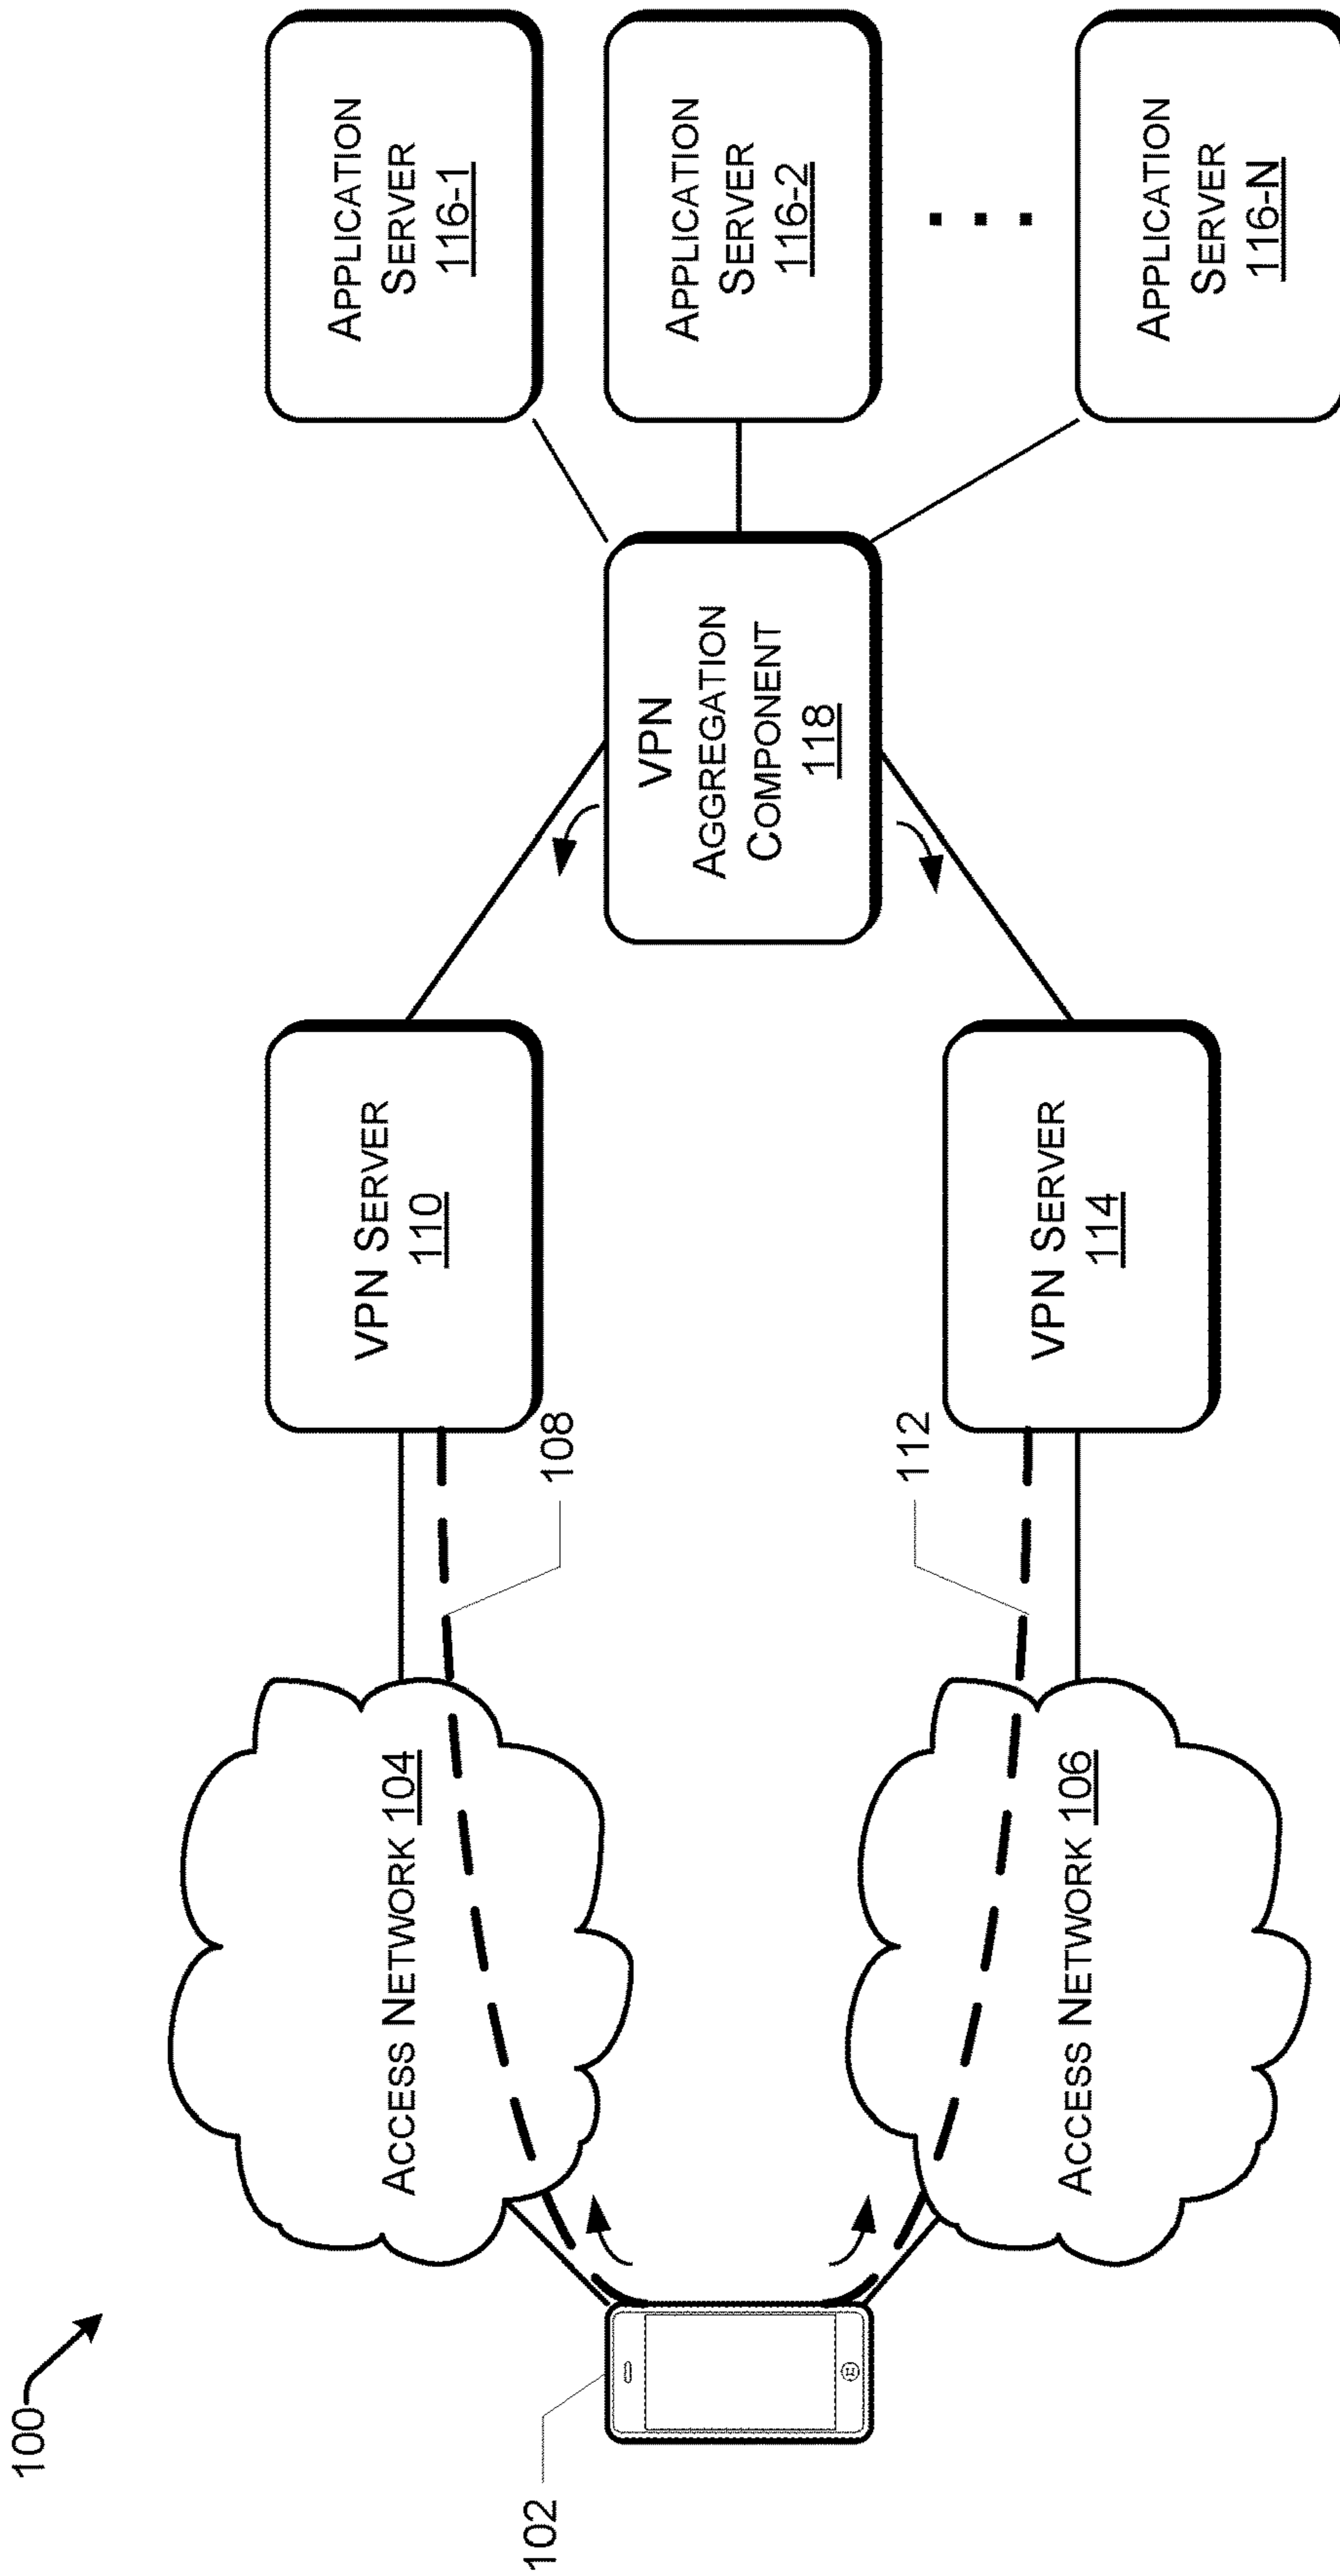 100
102
ACCESS NETWORK 104
ACCESS NETWORK 106
108
112
VPN SERVER
110
VPN SERVER
114
VPN
AGGREGATION
COMPONENT
118
APPLICATION
SERVER
116-1
APPLICATION
SERVER
116-2
APPLICATION
SERVER
116-N